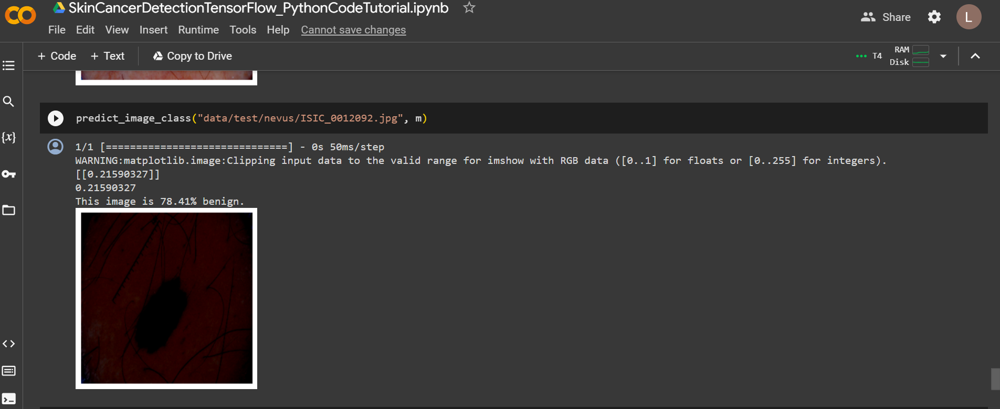 SkinCancerDetectionTensorFlow_PythonCodeTutorial.ipynb
File Edit View Insert Runtime Tools Help Cannot save changes
Share
L
+ Code + Text Copy to Drive
T4 RAM
Disk
{x}
predict_image_class("data/test/nevus/ISIC_0012092.jpg", m)
1/1 [==============================] - 0s 50ms/step
WARNING:matplotlib.image:Clipping input data to the valid range for imshow with RGB data ([0..1] for floats or [0..255] for integers).
[[0.21590327]]
0.21590327
This image is 78.41% benign.